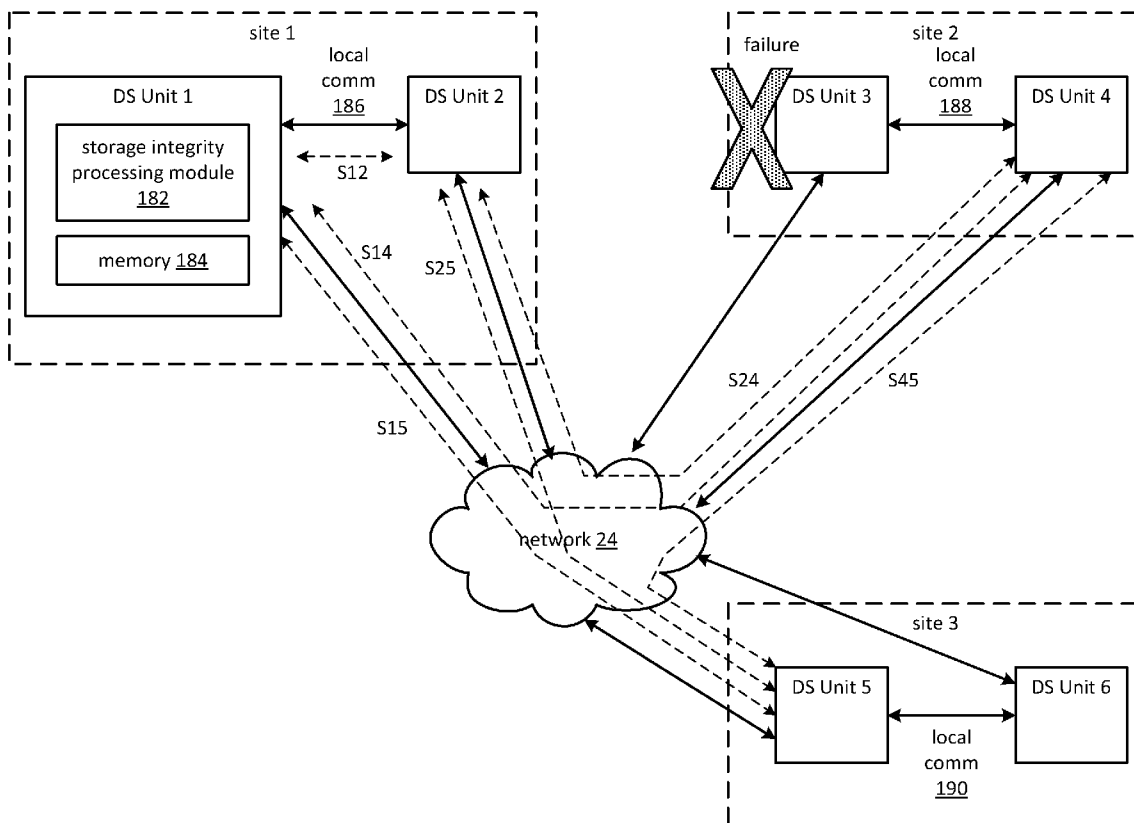 site 1
DS Unit 1
storage integrity
processing module
182
memory 184
local
comm
186
S12
DS Unit 2
failure
site 2
DS Unit 3
local
comm
188
DS Unit 4
S14
S25
S15
S24
S45
network 24
site 3
DS Unit 5
local
comm
190
DS Unit 6